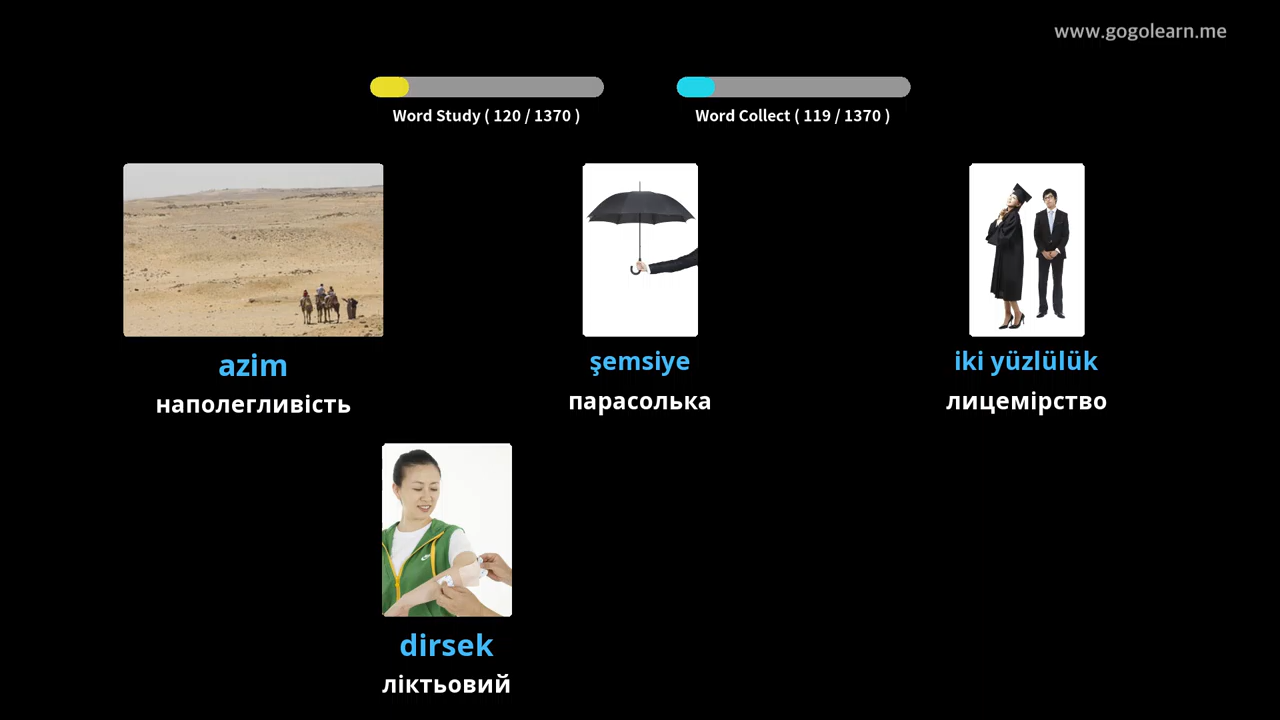 www.gogolearn.me
Word Study ( 120 / 1370 )
Word Collect ( 119 / 1370 )
azim
наполегливість
şemsiye
парасолька
iki yüzlülük
лицемірство
dirsek
ліктьовий